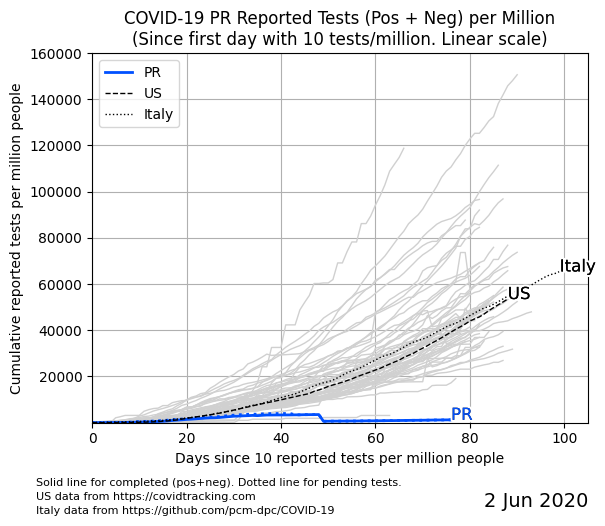 COVID-19 PR Reported Tests (Pos + Neg) per Million
(Since first day with 10 tests/million. Linear scale)
Cumulative reported tests per million people
160000
140000
120000
100000
80000
60000
40000
20000
PR
US
Italy
Italy
US
PR
0
20
40
60
80
100
Days since 10 reported tests per million people
Solid line for completed (pos+neg). Dotted line for pending tests.
US data from https://covidtracking.com
Italy data from https://github.com/pcm-dpc/COVID-19
2 Jun 2020